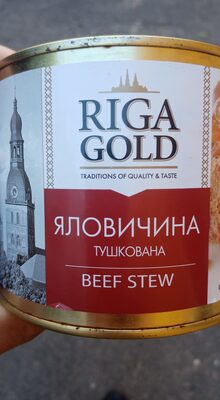 RIGA
GOLD
TRADITIONS OF QUALITY & TASTE
ЯЛОВИЧИНА
ТУШКОВАНА
BEEF STEW